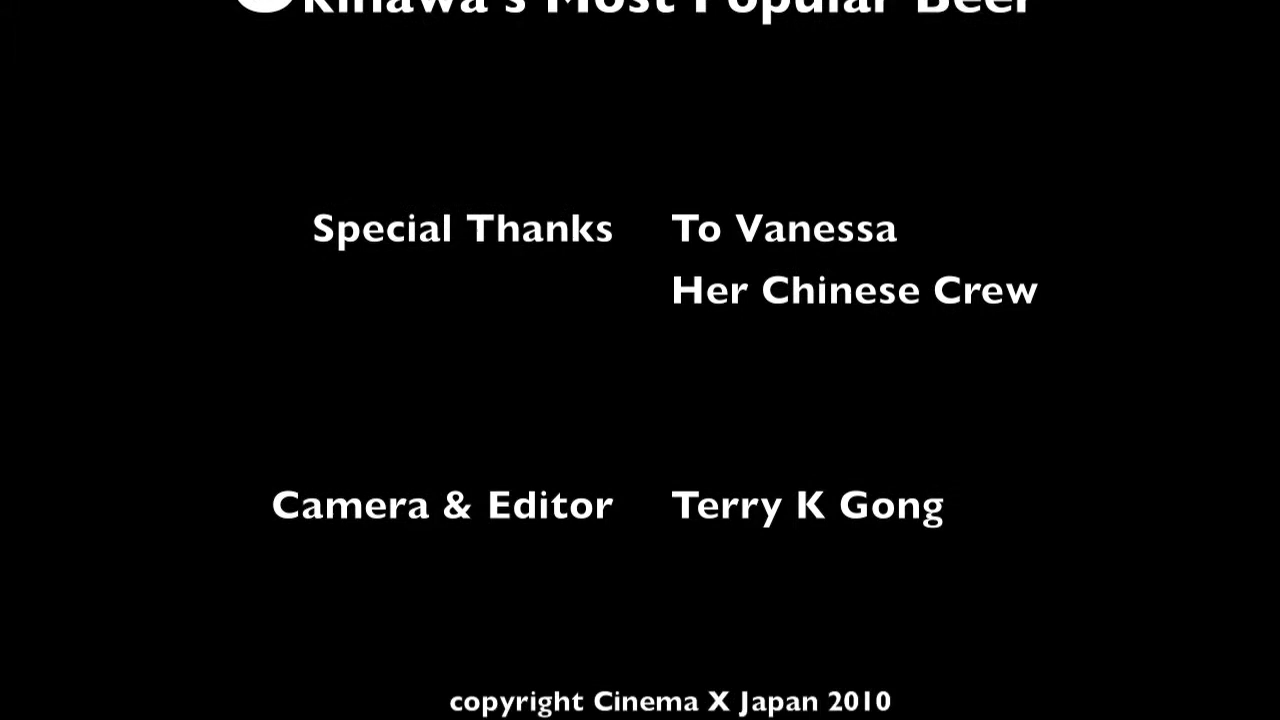 Okinawa's Most Popular Beer
Special Thanks To Vanessa
Her Chinese Crew
Camera & Editor Terry K Gong
copyright Cinema X Japan 2010